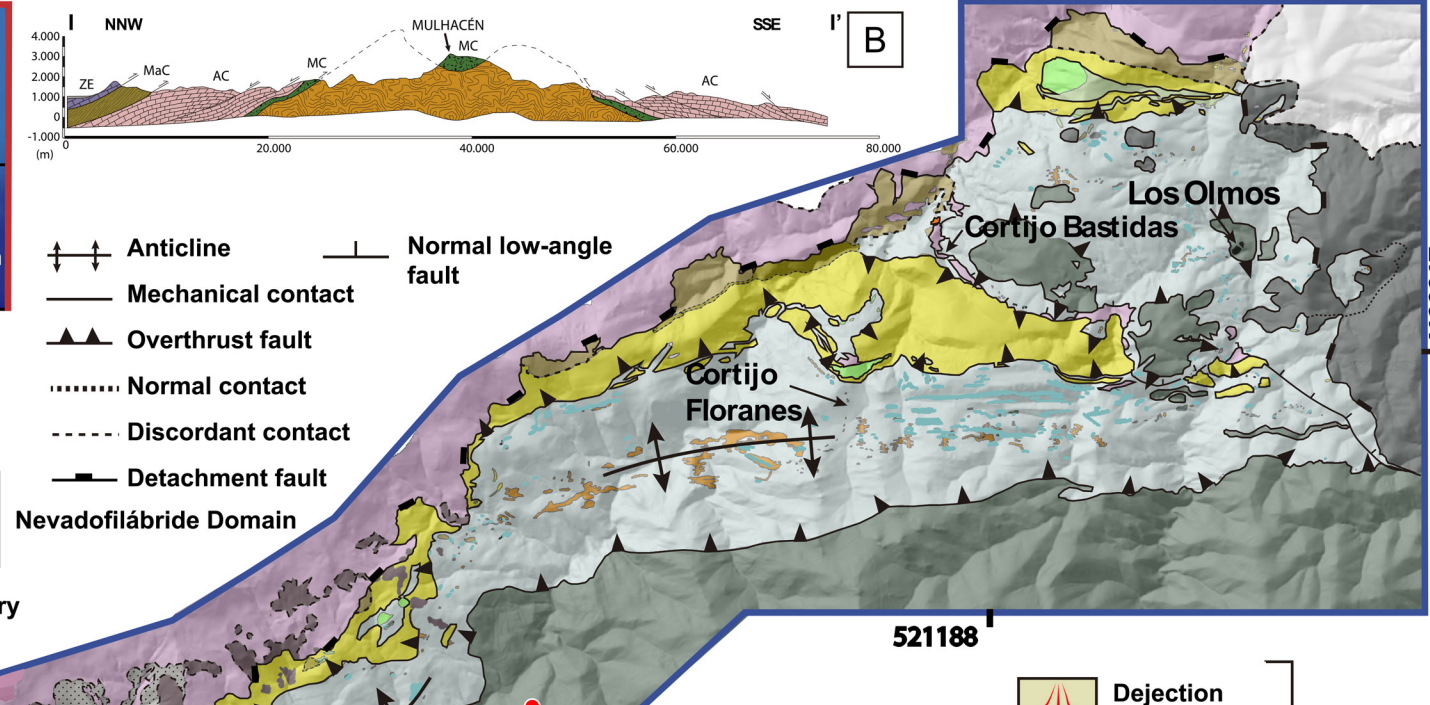 I NNW MULHACÉN SSE I’ B
4.000
3.000 MC
2.000 ZE MaC AC MC AC
1.000
0
-1.000
(m) 0 20.000 40.000 60.000 80.000
Los Olmos
Cortijo Bastidas
Anticline
Normal low-angle
fault
Mechanical contact
Overthrust fault
Normal contact
Cortijo
Floranes
Discordant contact
Detachment fault
Nevadofilábride Domain
ry
521188
Dejection